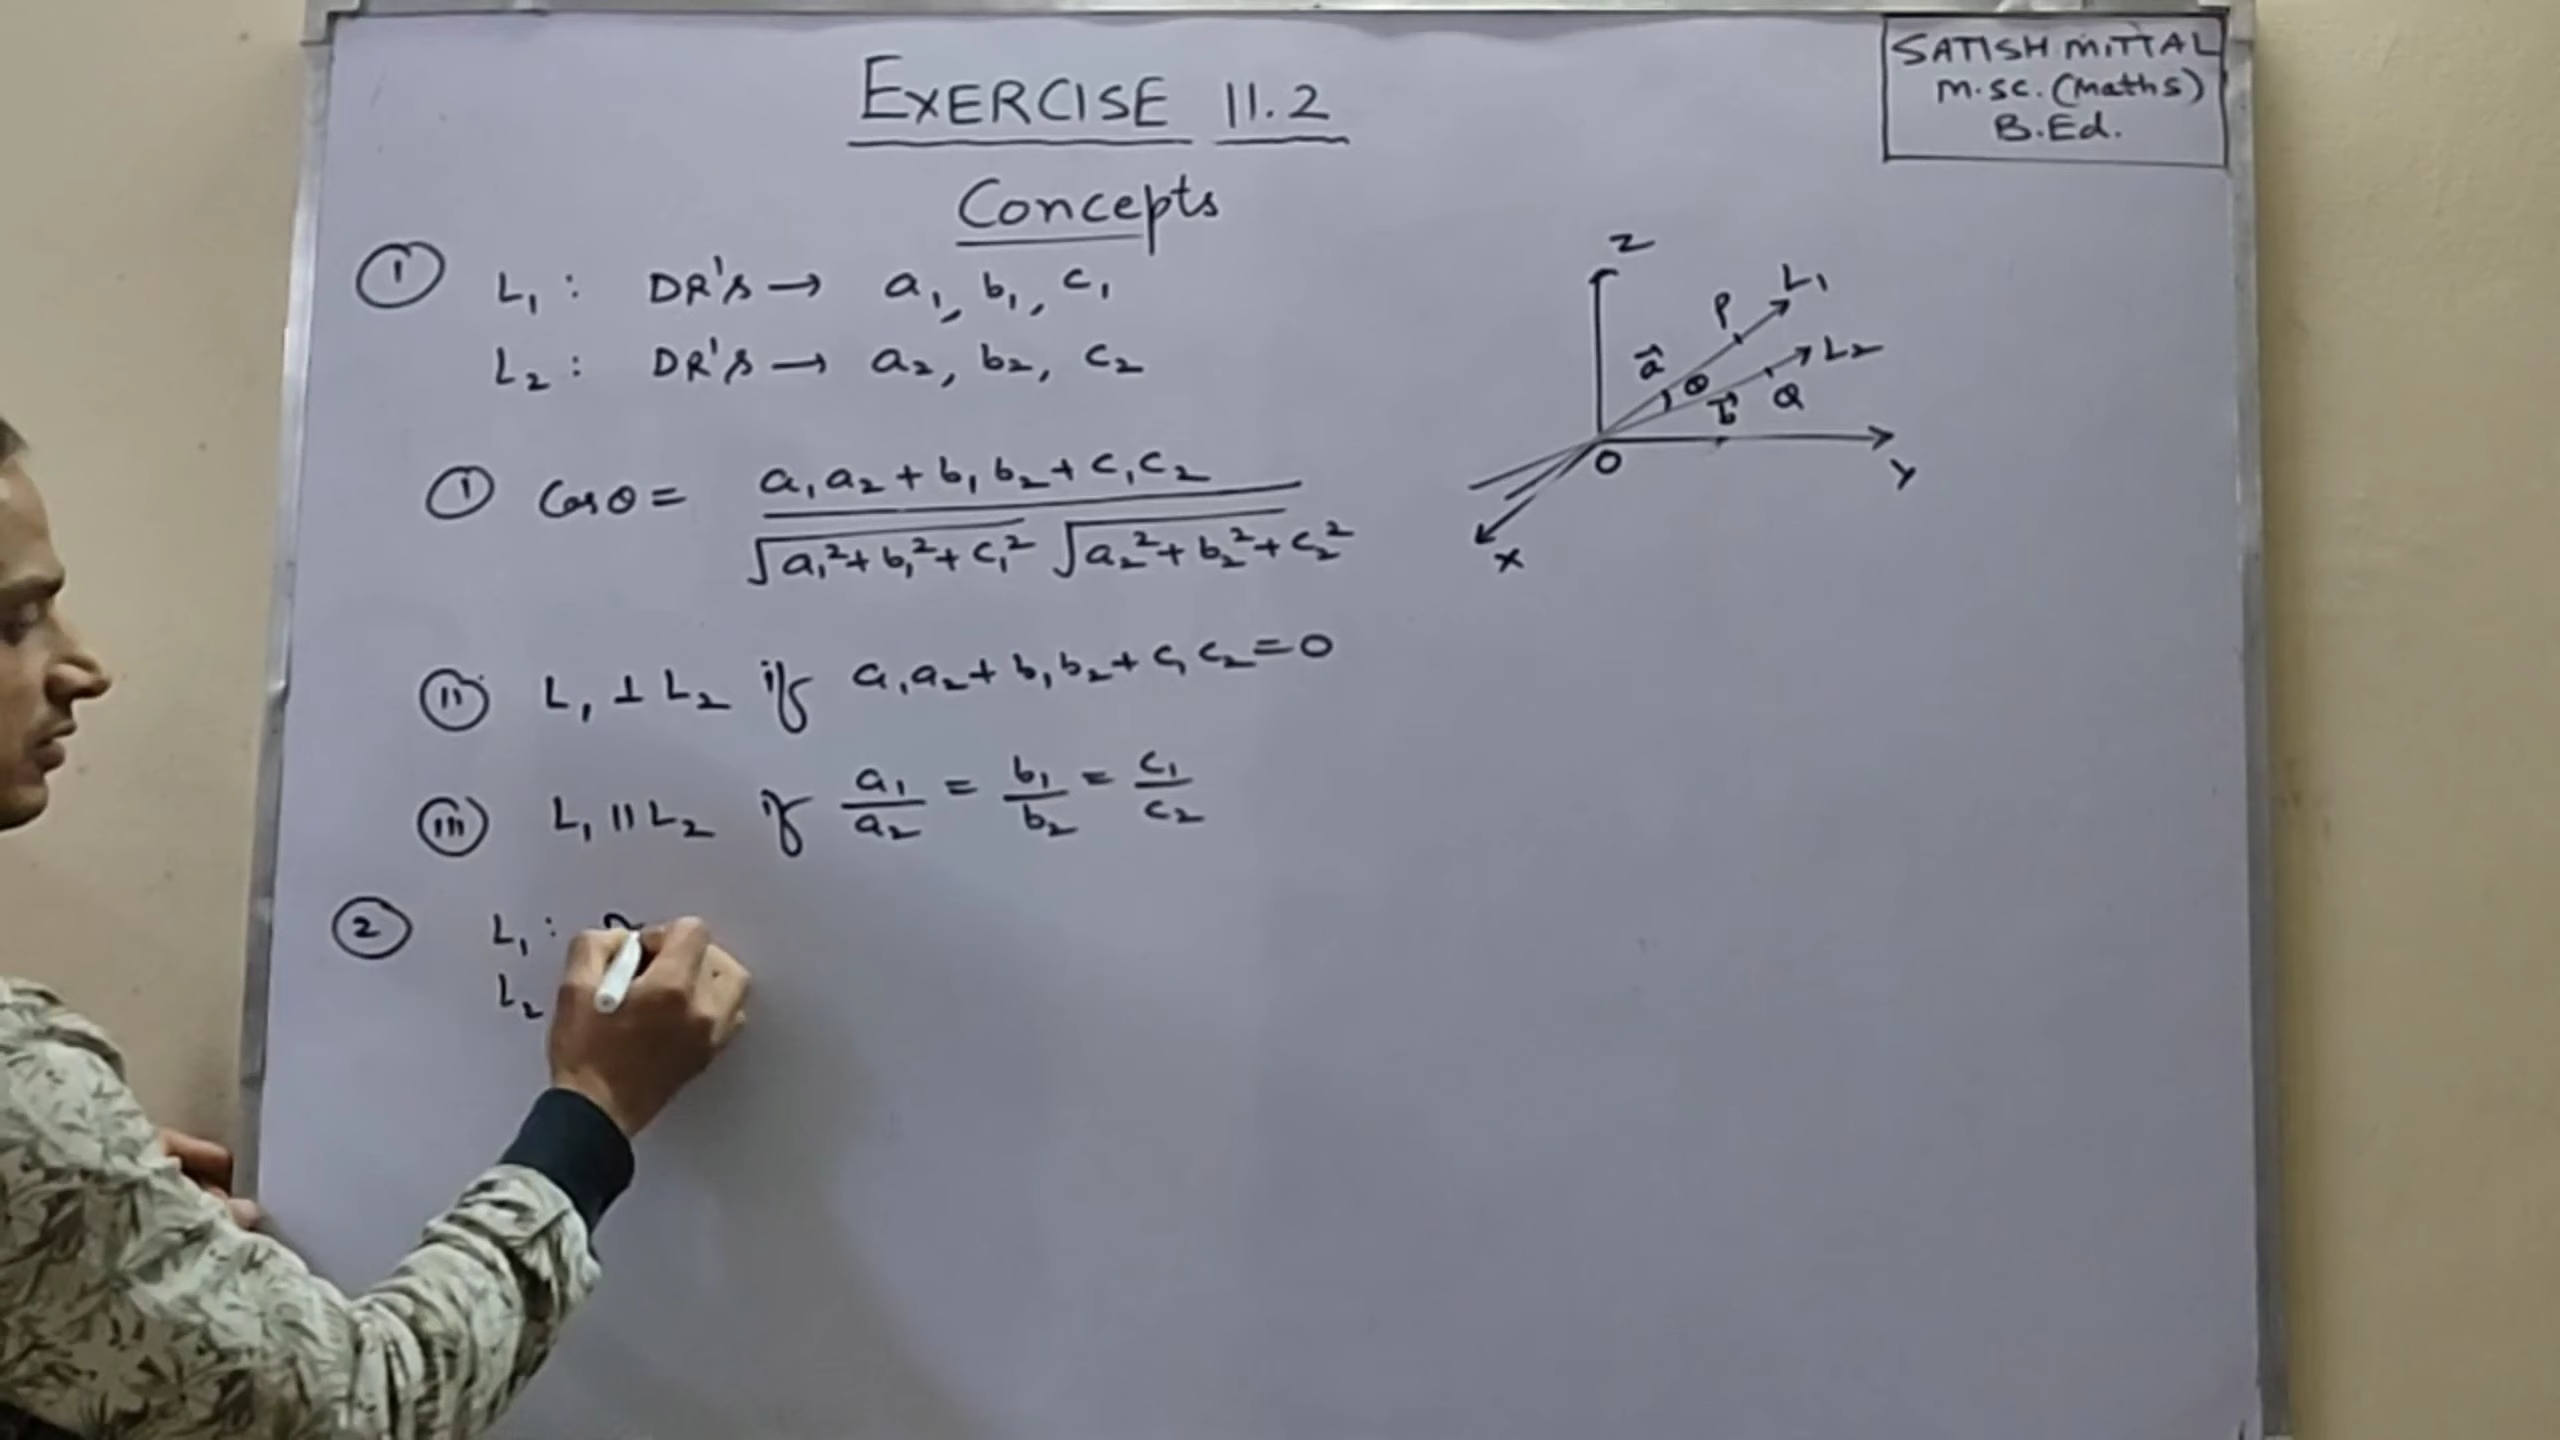 EXERCISE 11.2
SATISH MITTAL
M.SC. (Maths)
B.Ed.
Concepts
① L₁ : DR's → a₁, b₁, c₁
L₂ : DR's → a₂, b₂, c₂
① Cosθ = (a₁a₂ + b₁b₂ + c₁c₂) / (√(a₁² + b₁² + c₁²) √(a₂² + b₂² + c₂²))
(ii) L₁ ⊥ L₂ if a₁a₂ + b₁b₂ + c₁c₂ = 0
(iii) L₁ || L₂ if a₁/a₂ = b₁/b₂ = c₁/c₂
② L₁ :
L₂
Z
L₁
P
L₂
a⃗
θ
b⃗
Q
O
Y
X